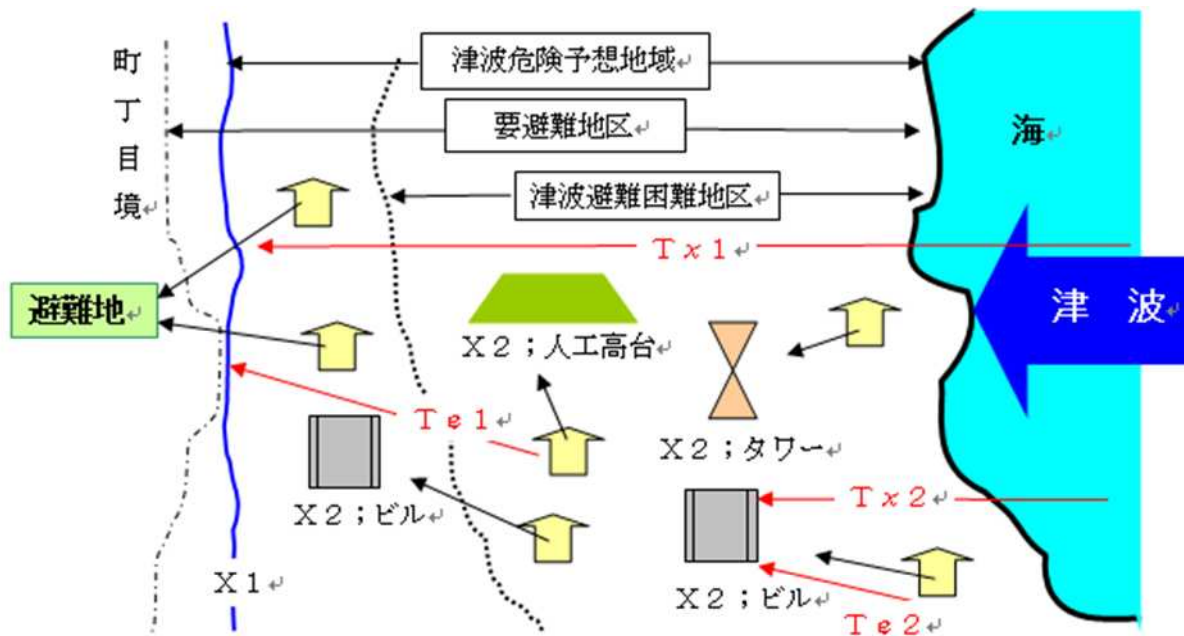 町丁目境↵
津波危険予想地域↵
要避難地区↵
津波避難困難地区↵
海↵
Tx1↵
避難地↵
津 波↵
X2;人工高台↵
Te1↵
X2;タワー↵
X2;ビル↵
Tx2↵
X1↵
X2;ビル↵
Te2↵